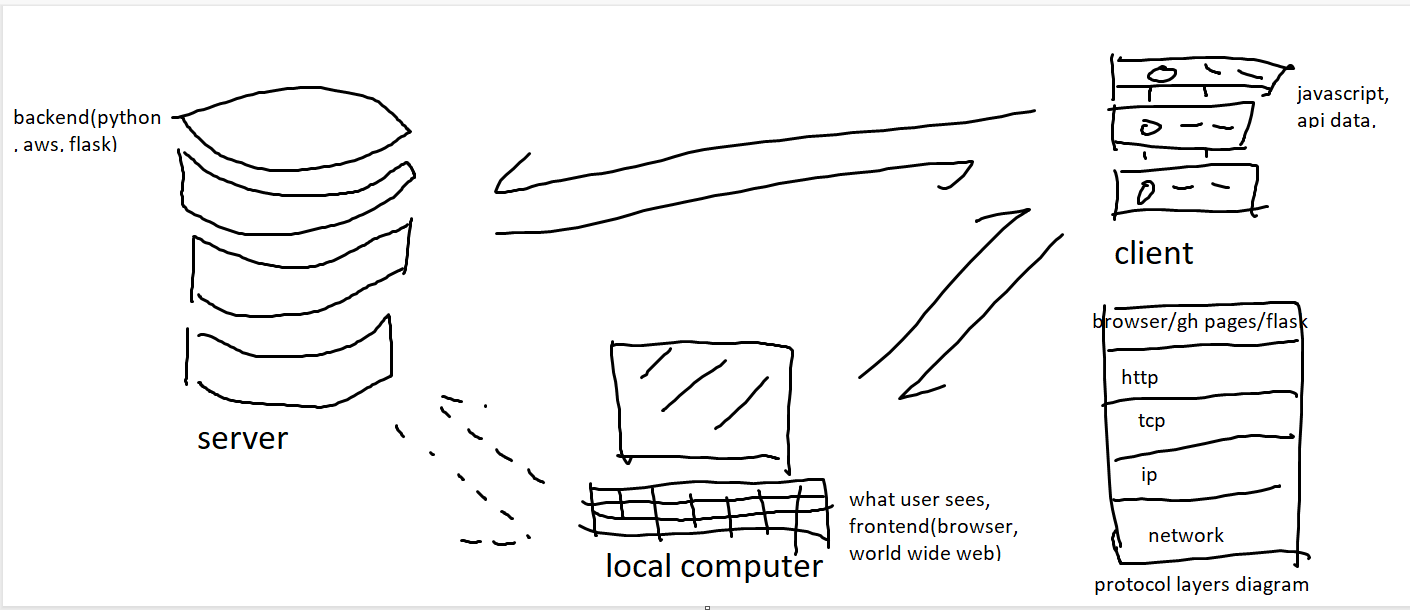 backend(python
, aws, flask)
server
javascript,
api data,
client
what user sees,
frontend(browser,
world wide web)
local computer
browser/gh pages/flask
http
tcp
ip
network
protocol layers diagram